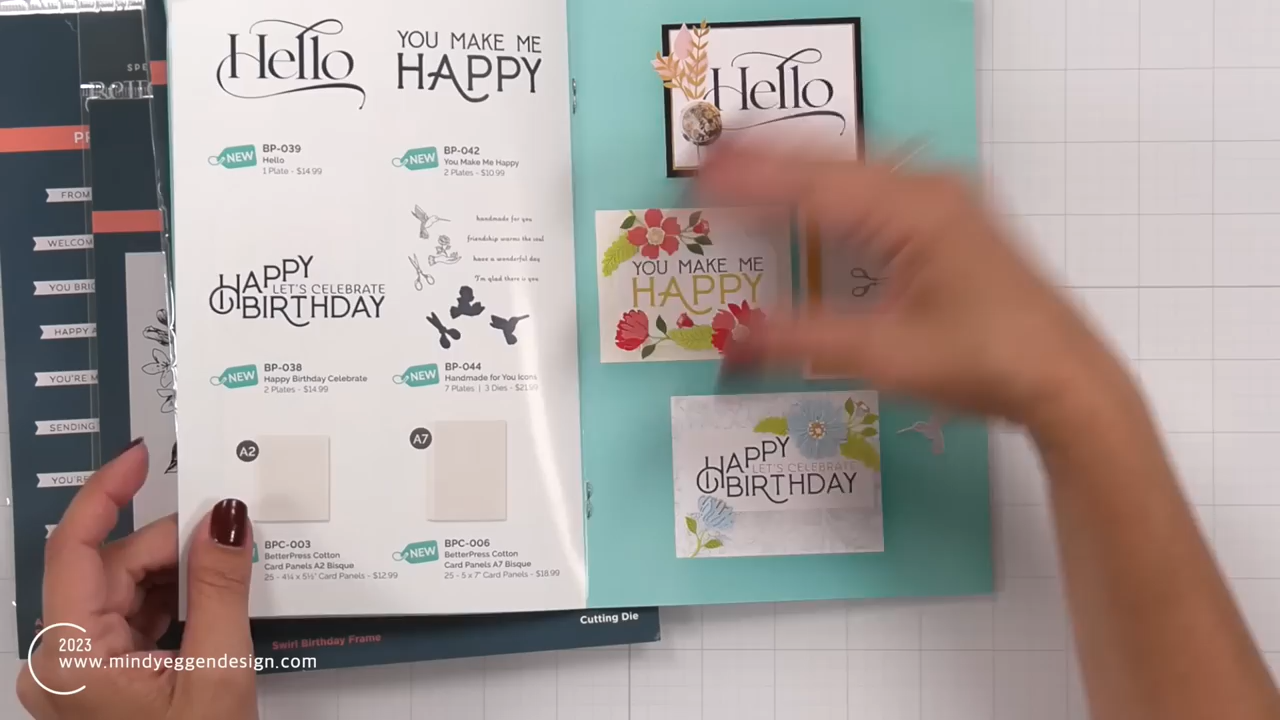 Hello
YOU MAKE ME
HAPPY
NEW
BP-039
Hello
1 Plate - $14.99
NEW
BP-042
You Make Me Happy
2 Plates - $10.99
HAPPY
LET'S CELEBRATE
BIRTHDAY
handmade for you
friendship warms the soul
have a wonderful day
I'm glad there is you
NEW
BP-038
Happy Birthday Celebrate
2 Plates - $14.99
NEW
BP-044
Handmade for You Icons
7 Plates | 3 Dies - $21.99
A2
A7
BPC-003
BetterPress Cotton
Card Panels A2 Bisque
25 - 4¼ x 5½" Card Panels - $12.99
NEW
BPC-006
BetterPress Cotton
Card Panels A7 Bisque
25 - 5 x 7" Card Panels - $18.99
Hello
YOU MAKE ME
HAPPY
HAPPY
LET'S CELEBRATE
BIRTHDAY
FROM
WELCOM
YOU BRI
HAPPY A
YOU'RE M
SENDING
YOU'RE
Swirl Birthday Frame
Cutting Die
2023
www.mindyeggendesign.com